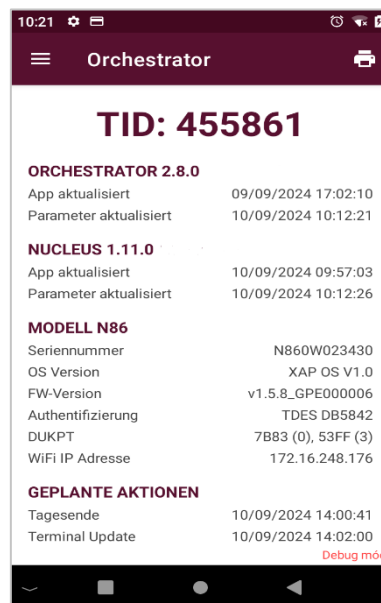 10:21
Orchestrator
TID: 455861
ORCHESTRATOR 2.8.0
App aktualisiert 09/09/2024 17:02:10
Parameter aktualisiert 10/09/2024 10:12:21
NUCLEUS 1.11.0
App aktualisiert 10/09/2024 09:57:03
Parameter aktualisiert 10/09/2024 10:12:26
MODELL N86
Seriennummer N860W023430
OS Version XAP OS V1.0
FW-Version v1.5.8_GPE000006
Authentifizierung TDES DB5842
DUKPT 7B83 (0), 53FF (3)
WiFi IP Adresse 172.16.248.176
GEPLANTE AKTIONEN
Tagesende 10/09/2024 14:00:41
Terminal Update 10/09/2024 14:02:00
Debug mó